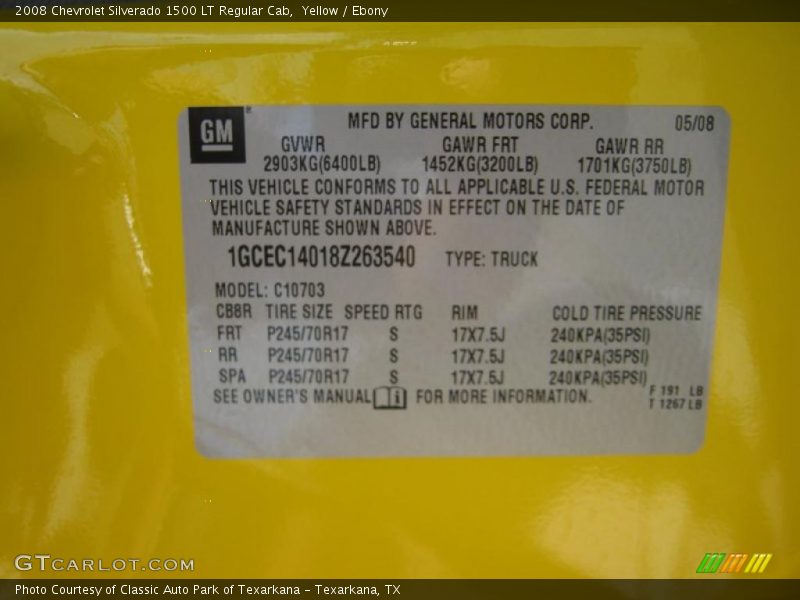 2008 Chevrolet Silverado 1500 LT Regular Cab,  Yellow / Ebony
GM
MFD BY GENERAL MOTORS CORP. 05/08
GVWR GAWR FRT GAWR RR
2903KG(6400LB) 1452KG(3200LB) 1701KG(3750LB)
THIS VEHICLE CONFORMS TO ALL APPLICABLE U.S. FEDERAL MOTOR
VEHICLE SAFETY STANDARDS IN EFFECT ON THE DATE OF
MANUFACTURE SHOWN ABOVE.
1GCEC14018Z263540 TYPE: TRUCK
MODEL: C10703
CB8R TIRE SIZE SPEED RTG RIM COLD TIRE PRESSURE
FRT P245/70R17 S 17X7.5J 240KPA(35PSI)
RR P245/70R17 S 17X7.5J 240KPA(35PSI)
SPA P245/70R17 S 17X7.5J 240KPA(35PSI)
SEE OWNER'S MANUAL i FOR MORE INFORMATION.
F 191 LB
T 1267 LB
GTCARLOT.COM
Photo Courtesy of Classic Auto Park of Texarkana – Texarkana, TX